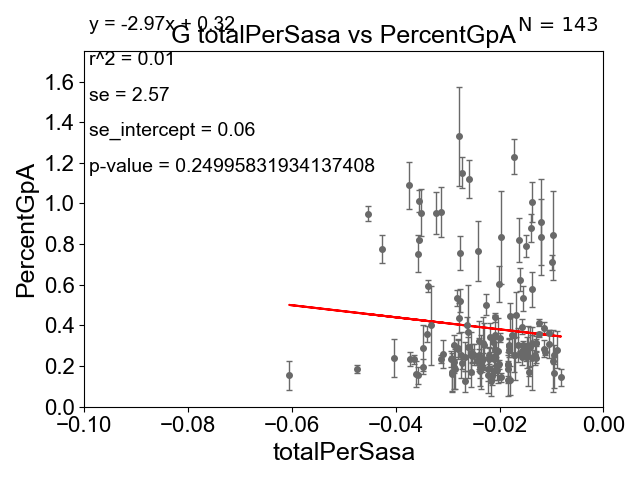 y = -2.97x + 0.32
N = 143
G totalPerSasa vs PercentGpA
r^2 = 0.01
se = 2.57
se_intercept = 0.06
p-value = 0.24995831934137408
PercentGpA
1.6
1.4
1.2
1.0
0.8
0.6
0.4
0.2
0.0
−0.10
−0.08
−0.06
−0.04
−0.02
0.00
totalPerSasa